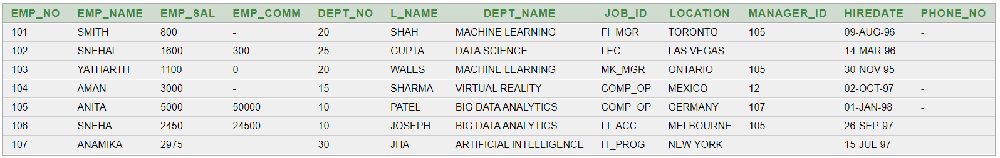 EMP_NO EMP_NAME EMP_SAL EMP_COMM DEPT_NO L_NAME DEPT_NAME JOB_ID LOCATION MANAGER_ID HIREDATE PHONE_NO
101 SMITH 800 - 20 SHAH MACHINE LEARNING FI_MGR TORONTO 105 09-AUG-96 -
102 SNEHAL 1600 300 25 GUPTA DATA SCIENCE LEC LAS VEGAS - 14-MAR-96 -
103 YATHARTH 1100 0 20 WALES MACHINE LEARNING MK_MGR ONTARIO 105 30-NOV-95 -
104 AMAN 3000 - 15 SHARMA VIRTUAL REALITY COMP_OP MEXICO 12 02-OCT-97 -
105 ANITA 5000 50000 10 PATEL BIG DATA ANALYTICS COMP_OP GERMANY 107 01-JAN-98 -
106 SNEHA 2450 24500 10 JOSEPH BIG DATA ANALYTICS FI_ACC MELBOURNE 105 26-SEP-97 -
107 ANAMIKA 2975 - 30 JHA ARTIFICIAL INTELLIGENCE IT_PROG NEW YORK - 15-JUL-97 -